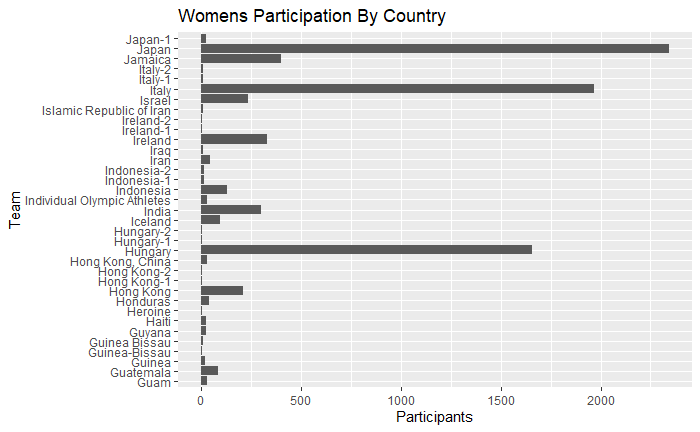 Womens Participation By Country
Japan-1
Japan
Jamaica
Italy-2
Italy-1
Italy
Israel
Islamic Republic of Iran
Ireland-2
Ireland-1
Ireland
Iraq
Iran
Indonesia-2
Indonesia-1
Indonesia
Individual Olympic Athletes
India
Iceland
Hungary-2
Hungary-1
Hungary
Hong Kong, China
Hong Kong-2
Hong Kong-1
Hong Kong
Honduras
Heroine
Haiti
Guyana
Guinea Bissau
Guinea-Bissau
Guinea
Guatemala
Guam
Team
0 500 1000 1500 2000
Participants